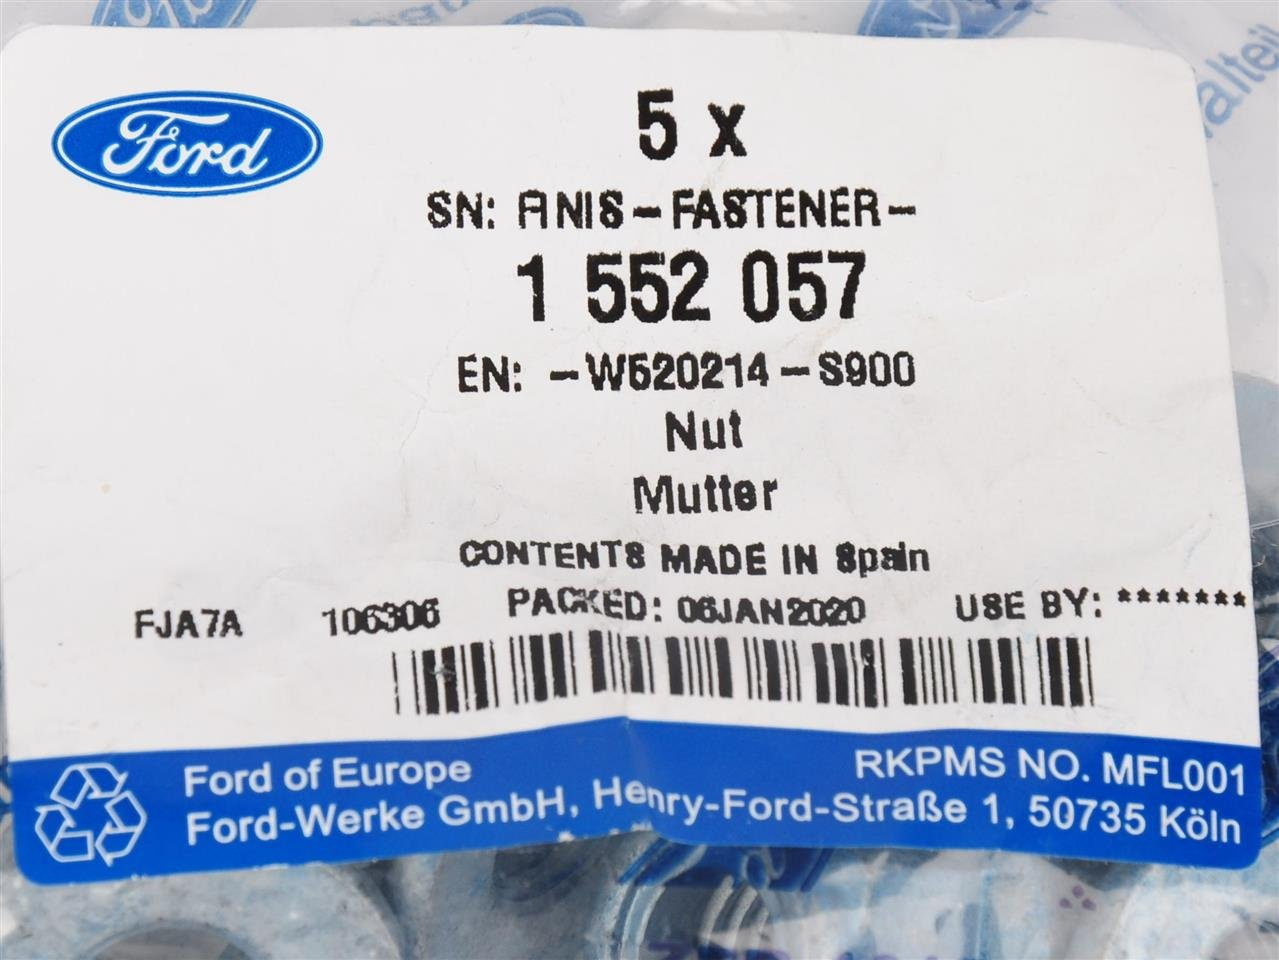 Ford
5 x
SN: FINIS-FASTENER-
1 552 057
EN: -W520214-S900
Nut
Mutter
CONTENTS MADE IN Spain
FJA7A 106306 PACKED: 06JAN2020 USE BY: *******
Ford of Europe RKPMS NO. MFL001
Ford-Werke GmbH, Henry-Ford-Straße 1, 50735 Köln